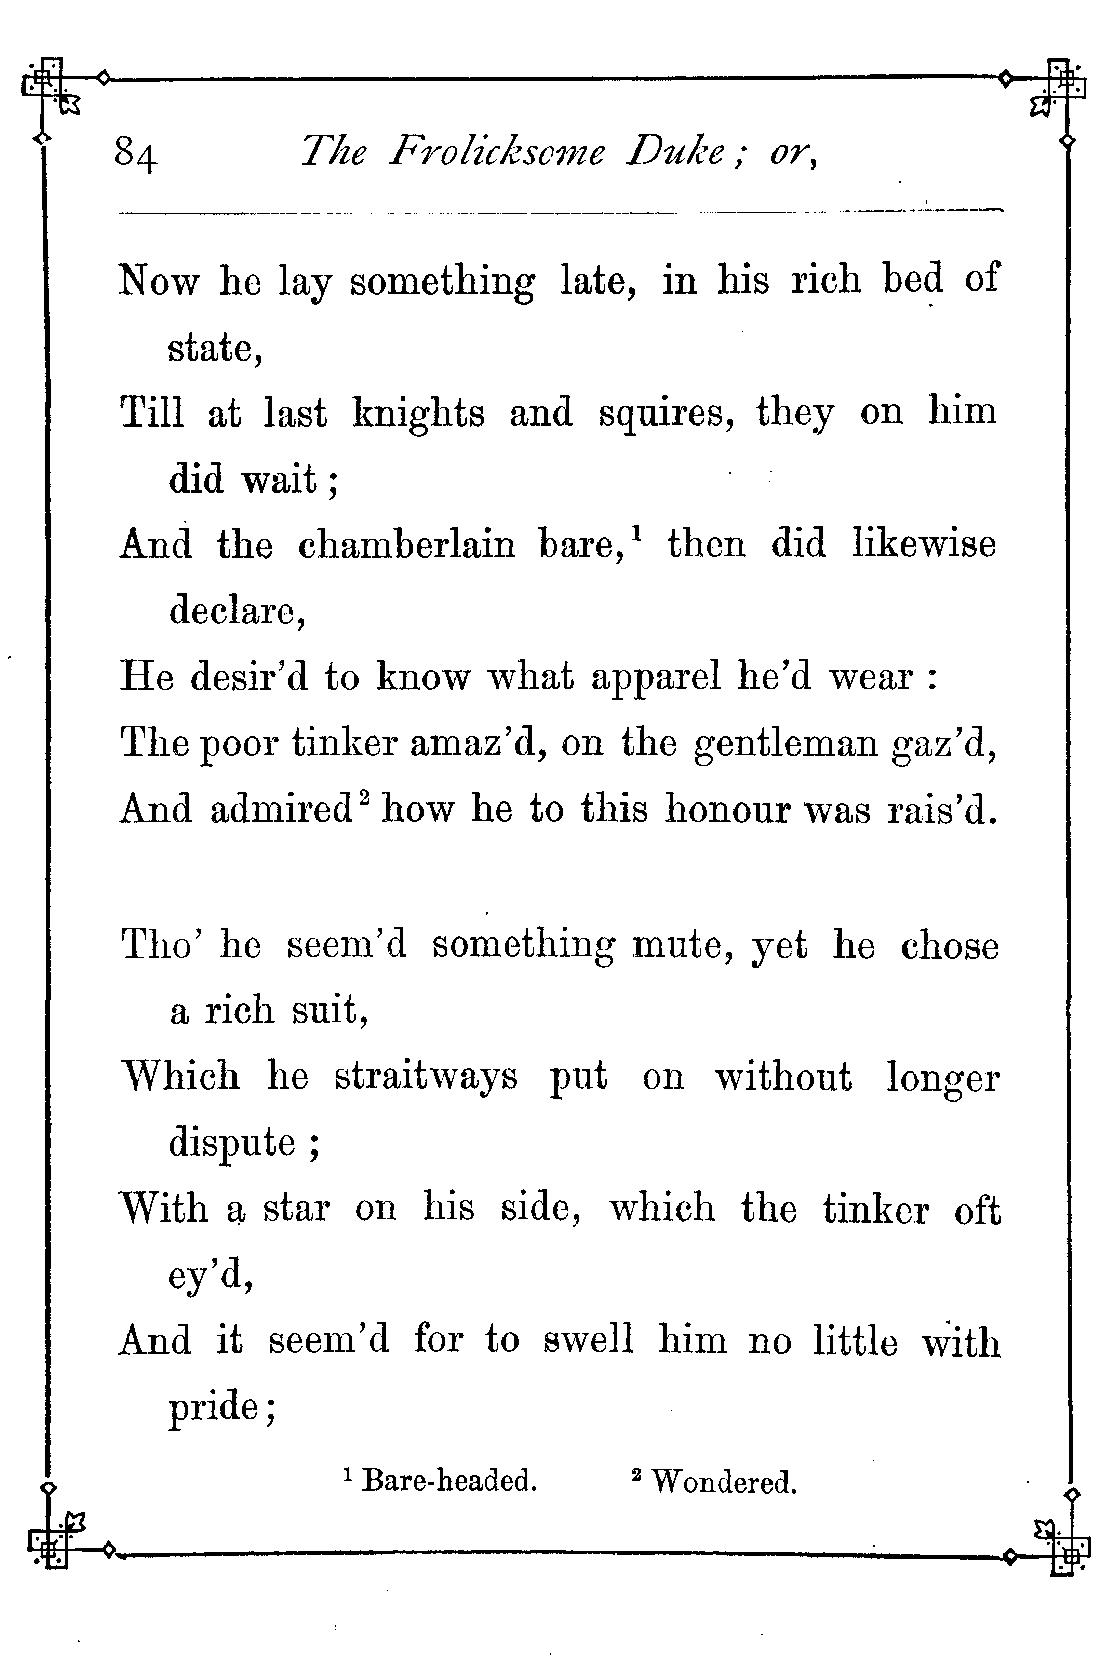 84 The Frolicksome Duke ; or,
Now he lay something late, in his rich bed of
state,
Till at last knights and squires, they on him
did wait ;
And the chamberlain bare,¹ then did likewise
declare,
He desir’d to know what apparel he’d wear :
The poor tinker amaz’d, on the gentleman gaz’d,
And admired² how he to this honour was rais’d.
Tho’ he seem’d something mute, yet he chose
a rich suit,
Which he straitways put on without longer
dispute ;
With a star on his side, which the tinker oft
ey’d,
And it seem’d for to swell him no little with
pride ;
¹ Bare-headed. ² Wondered.